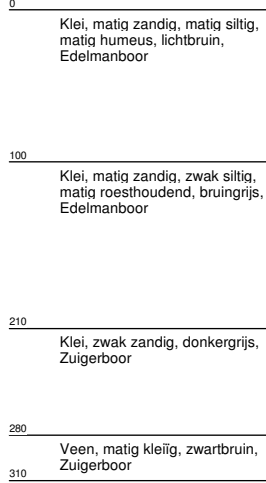 0
Klei, matig zandig, matig siltig,
matig humeus, lichtbruin,
Edelmanboor
100
Klei, matig zandig, zwak siltig,
matig roesthoudend, bruingrijs,
Edelmanboor
210
Klei, zwak zandig, donkergrijs,
Zuigerboor
280
Veen, matig kleiïg, zwartbruin,
Zuigerboor
310